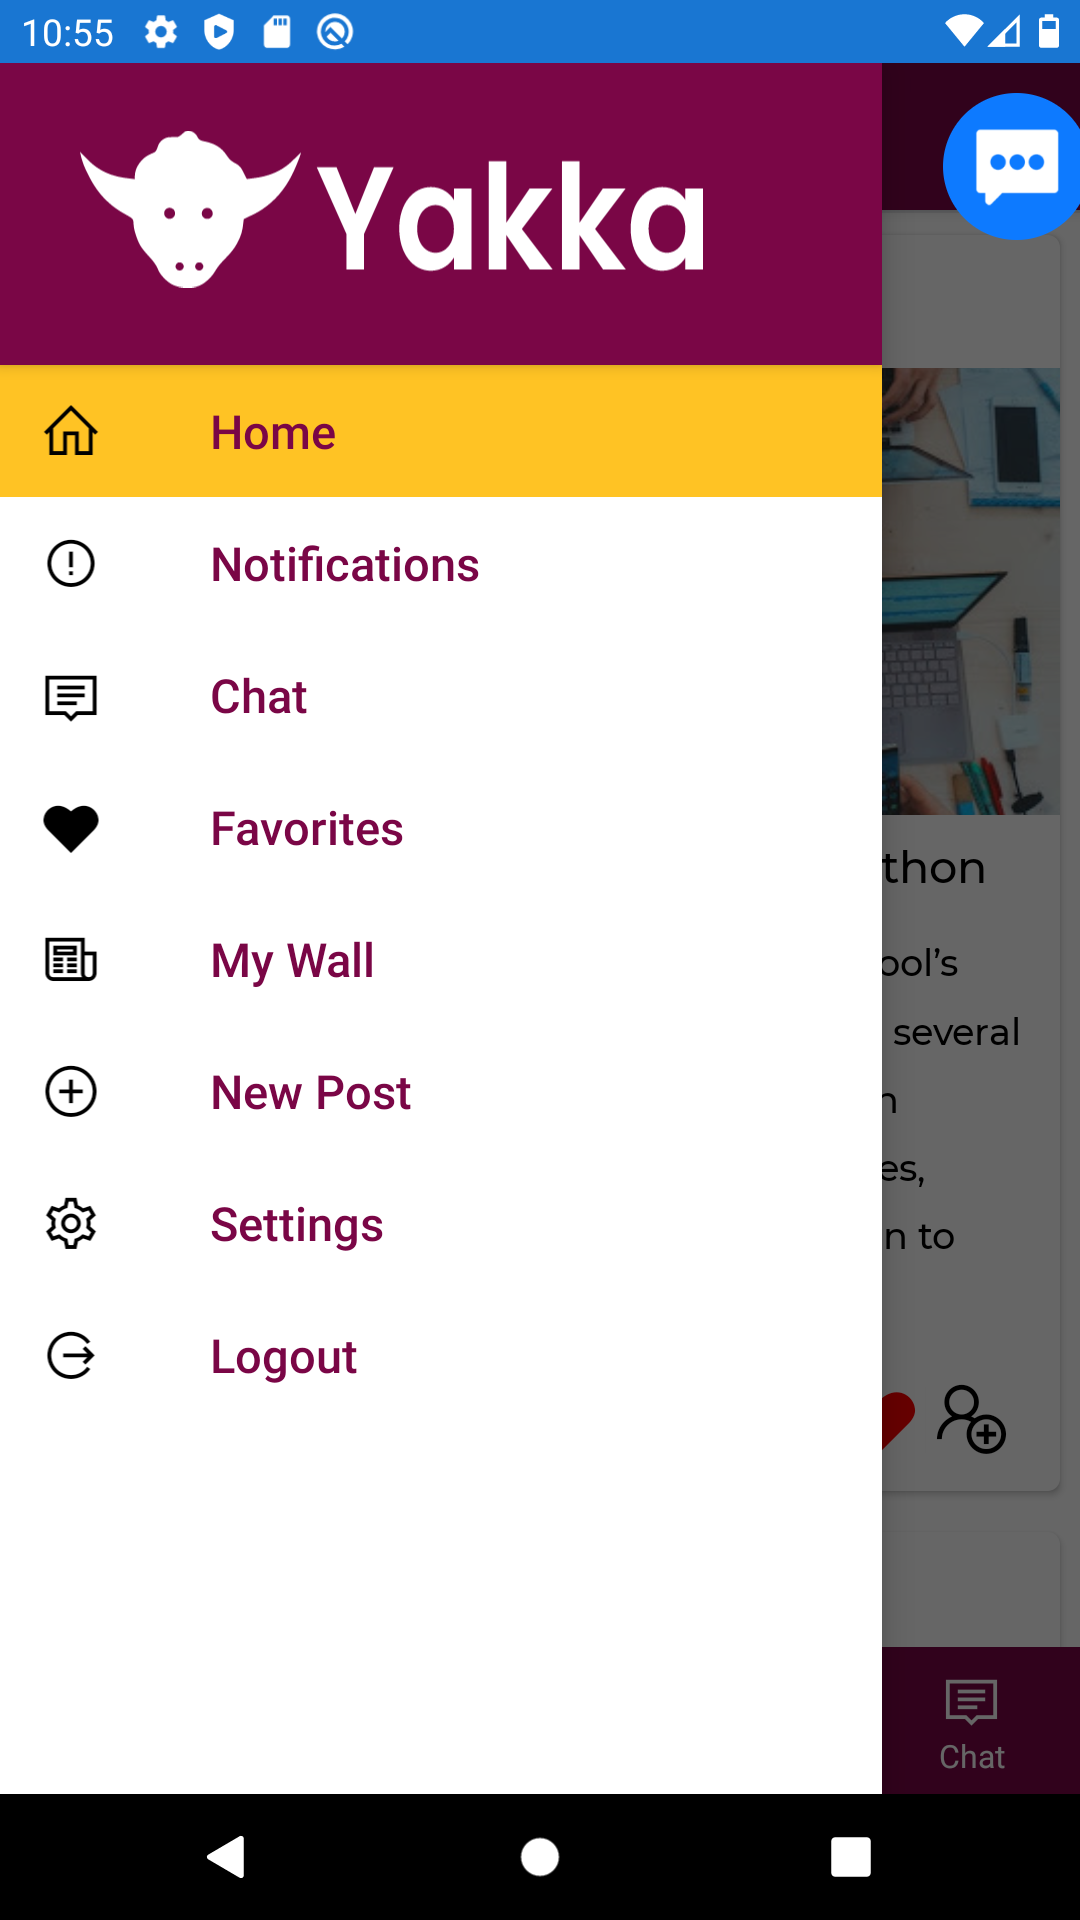 10:55
Yakka
Home
Notifications
Chat
Favorites
My Wall
New Post
Settings
Logout
thon
ool's
several
n
es,
n to
Chat